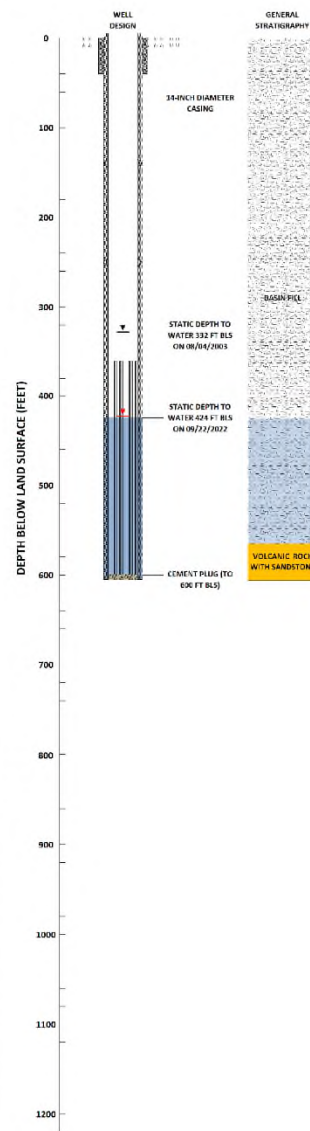 WELL
DESIGN
GENERAL
STRATIGRAPHY
0
14-INCH DIAMETER
CASING
100
200
300
BASIN FILL
STATIC DEPTH TO
WATER 332 FT BLS
ON 08/04/2003
400
STATIC DEPTH TO
WATER 424 FT BLS
ON 09/22/2022
DEPTH BELOW LAND SURFACE (FEET)
500
VOLCANIC ROCK
WITH SANDSTON
CEMENT PLUG (TO
600 FT BLS)
600
700
800
900
1000
1100
1200